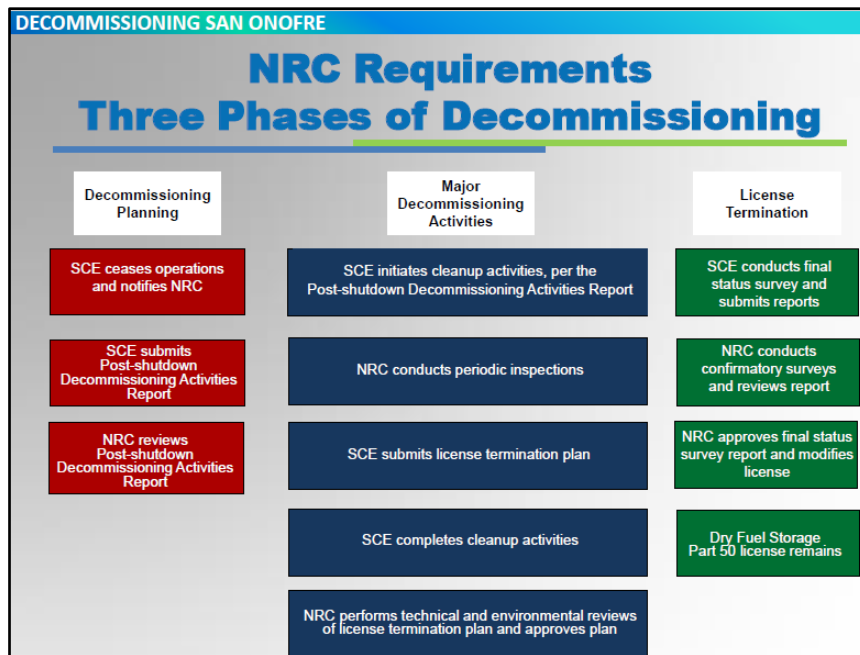 DECOMMISSIONING SAN ONOFRE
NRC Requirements
Three Phases of Decommissioning
Decommissioning
Planning
SCE ceases operations
and notifies NRC
SCE submits
Post-shutdown
Decommissioning Activities
Report
NRC reviews
Post-shutdown
Decommissioning Activities
Report
Major
Decommissioning
Activities
SCE initiates cleanup activities, per the
Post-shutdown Decommissioning Activities Report
NRC conducts periodic inspections
SCE submits license termination plan
SCE completes cleanup activities
NRC performs technical and environmental reviews
of license termination plan and approves plan
License
Termination
SCE conducts final
status survey and
submits reports
NRC conducts
confirmatory surveys
and reviews report
NRC approves final status
survey report and modifies
license
Dry Fuel Storage
Part 50 license remains